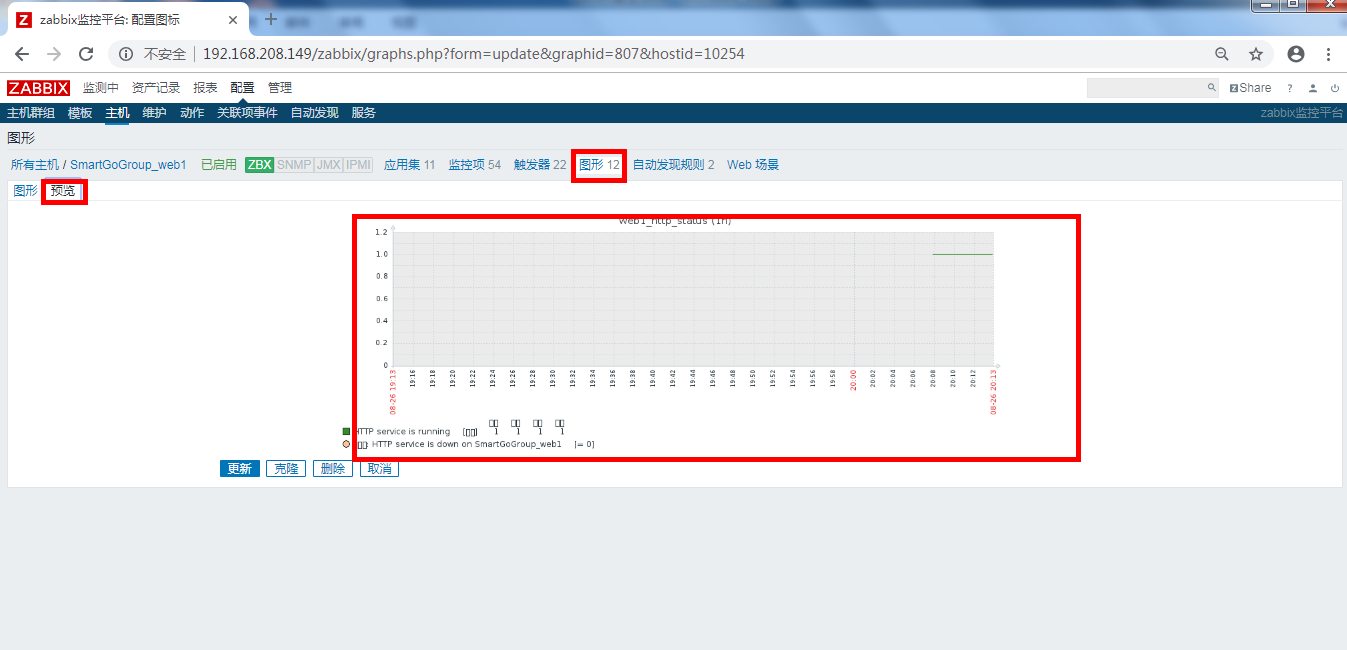 zabbix监控平台: 配置图标
不安全 192.168.208.149/zabbix/graphs.php?form=update&graphid=807&hostid=10254
ZABBIX 监测中 资产记录 报表 配置 管理 Share ?
主机群组 模板 主机 维护 动作 关联项事件 自动发现 服务 zabbix监控平台
图形
所有主机 / SmartGoGroup_web1 已启用 ZBX SNMP JMX IPMI 应用集 11 监控项 54 触发器 22 图形 12 自动发现规则 2 Web 场景
图形 预览
web1_http_status (1h)
1.2
1.0
0.8
0.6
0.4
0.2
0
08-26 19:13 19:16 19:18 19:20 19:22 19:24 19:26 19:28 19:30 19:32 19:34 19:36 19:38 19:40 19:42 19:44 19:46 19:48 19:50 19:52 19:54 19:56 19:58 20:00 20:02 20:04 20:06 20:08 20:10 20:12 08-26 20:13
HTTP service is running [▯▯] 1 1 1 1
▯▯: HTTP service is down on SmartGoGroup_web1 [= 0]
更新 克隆 删除 取消